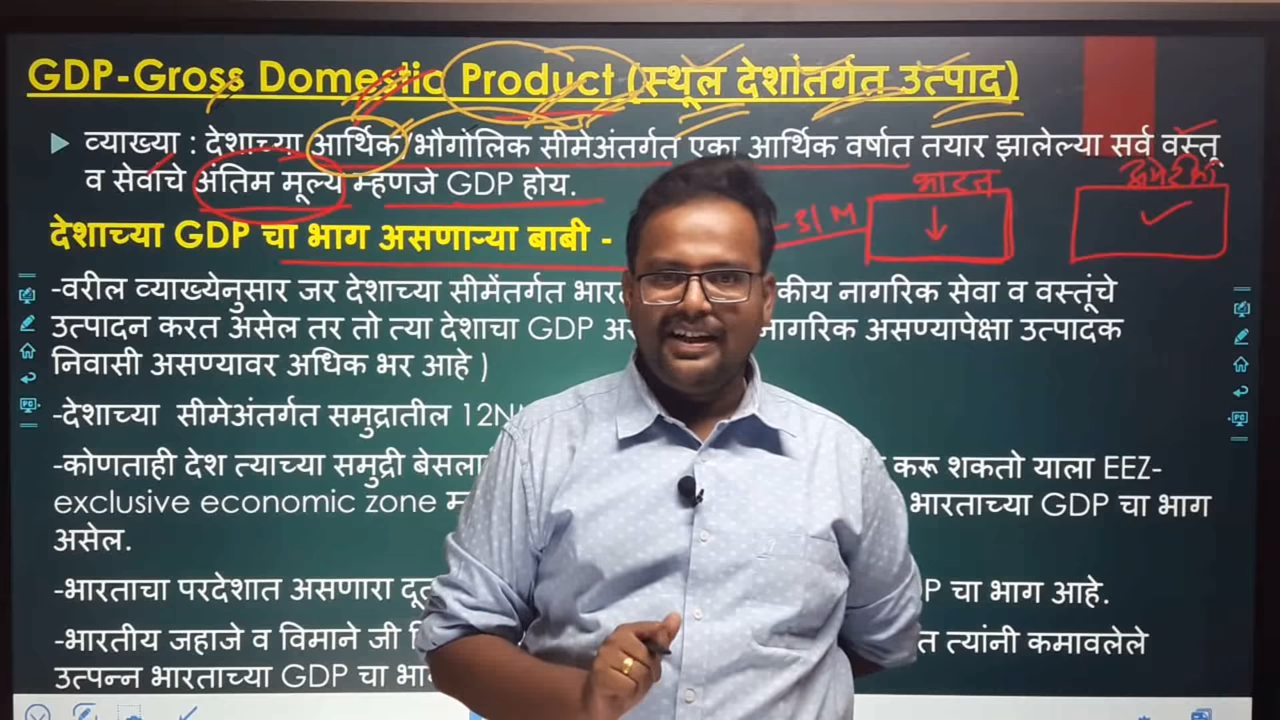 GDP-Gross Domestic Product (स्थूल देशांतर्गत उत्पाद)
व्याख्या : देशाच्या आर्थिक भौगोलिक सीमेअंतर्गत एका आर्थिक वर्षात तयार झालेल्या सर्व वस्तू
व सेवांचे अंतिम मूल्य म्हणजे GDP होय.
भारत
देशाच्या GDP चा भाग असणाऱ्या बाबी -
-वरील व्याख्येनुसार जर देशाच्या सीमेंतर्गत नागरिक सेवा व वस्तूंचे
उत्पादन करत असेल तर तो त्या देशाचा GDP नागरिक असण्यापेक्षा उत्पादक
निवासी असण्यावर अधिक भर आहे )
-देशाच्या सीमेअंतर्गत समुद्रातील
-कोणताही देश त्याच्या समुद्री करू शकतो याला EEZ-
exclusive economic zone भारताच्या GDP चा भाग
असेल.
-भारताचा परदेशात असणारा चा भाग आहे.
-भारतीय जहाजे व विमाने जी त्यांनी कमावलेले
उत्पन्न भारताच्या GDP चा